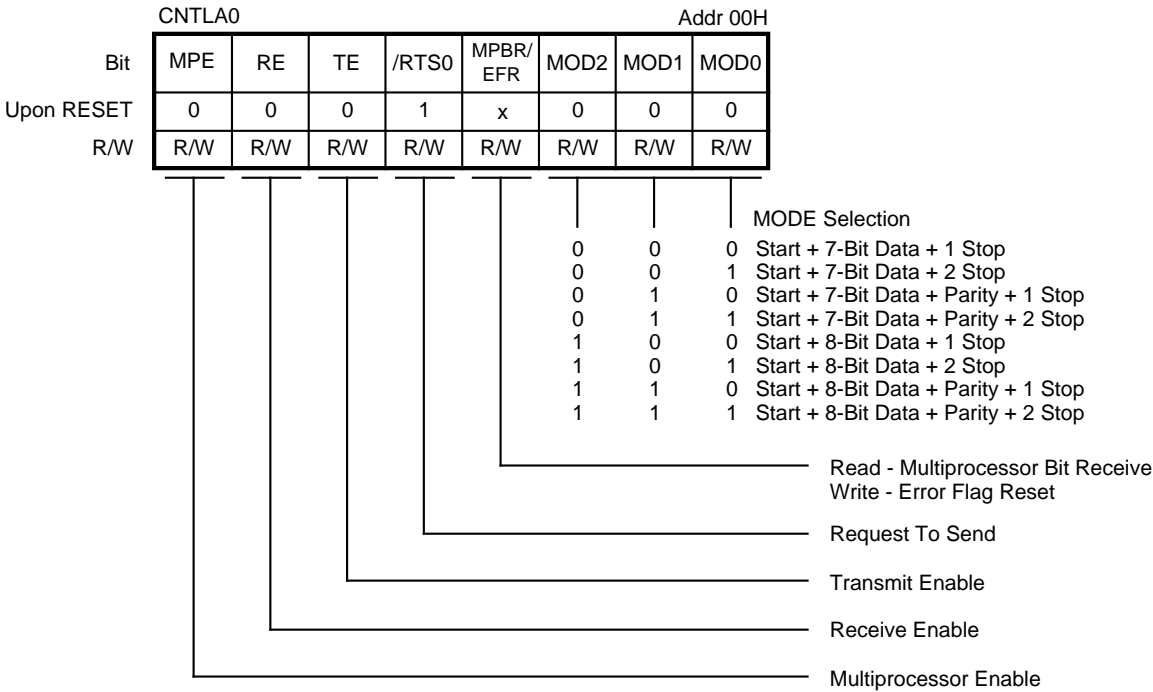 CNTLA0 Addr 00H
Bit MPE RE TE /RTS0 MPBR/ EFR MOD2 MOD1 MOD0
Upon RESET 0 0 0 1 x 0 0 0
R/W R/W R/W R/W R/W R/W R/W R/W R/W
MODE Selection
0 0 0 Start + 7-Bit Data + 1 Stop
0 0 1 Start + 7-Bit Data + 2 Stop
0 1 0 Start + 7-Bit Data + Parity + 1 Stop
0 1 1 Start + 7-Bit Data + Parity + 2 Stop
1 0 0 Start + 8-Bit Data + 1 Stop
1 0 1 Start + 8-Bit Data + 2 Stop
1 1 0 Start + 8-Bit Data + Parity + 1 Stop
1 1 1 Start + 8-Bit Data + Parity + 2 Stop
Read - Multiprocessor Bit Receive
Write - Error Flag Reset
Request To Send
Transmit Enable
Receive Enable
Multiprocessor Enable